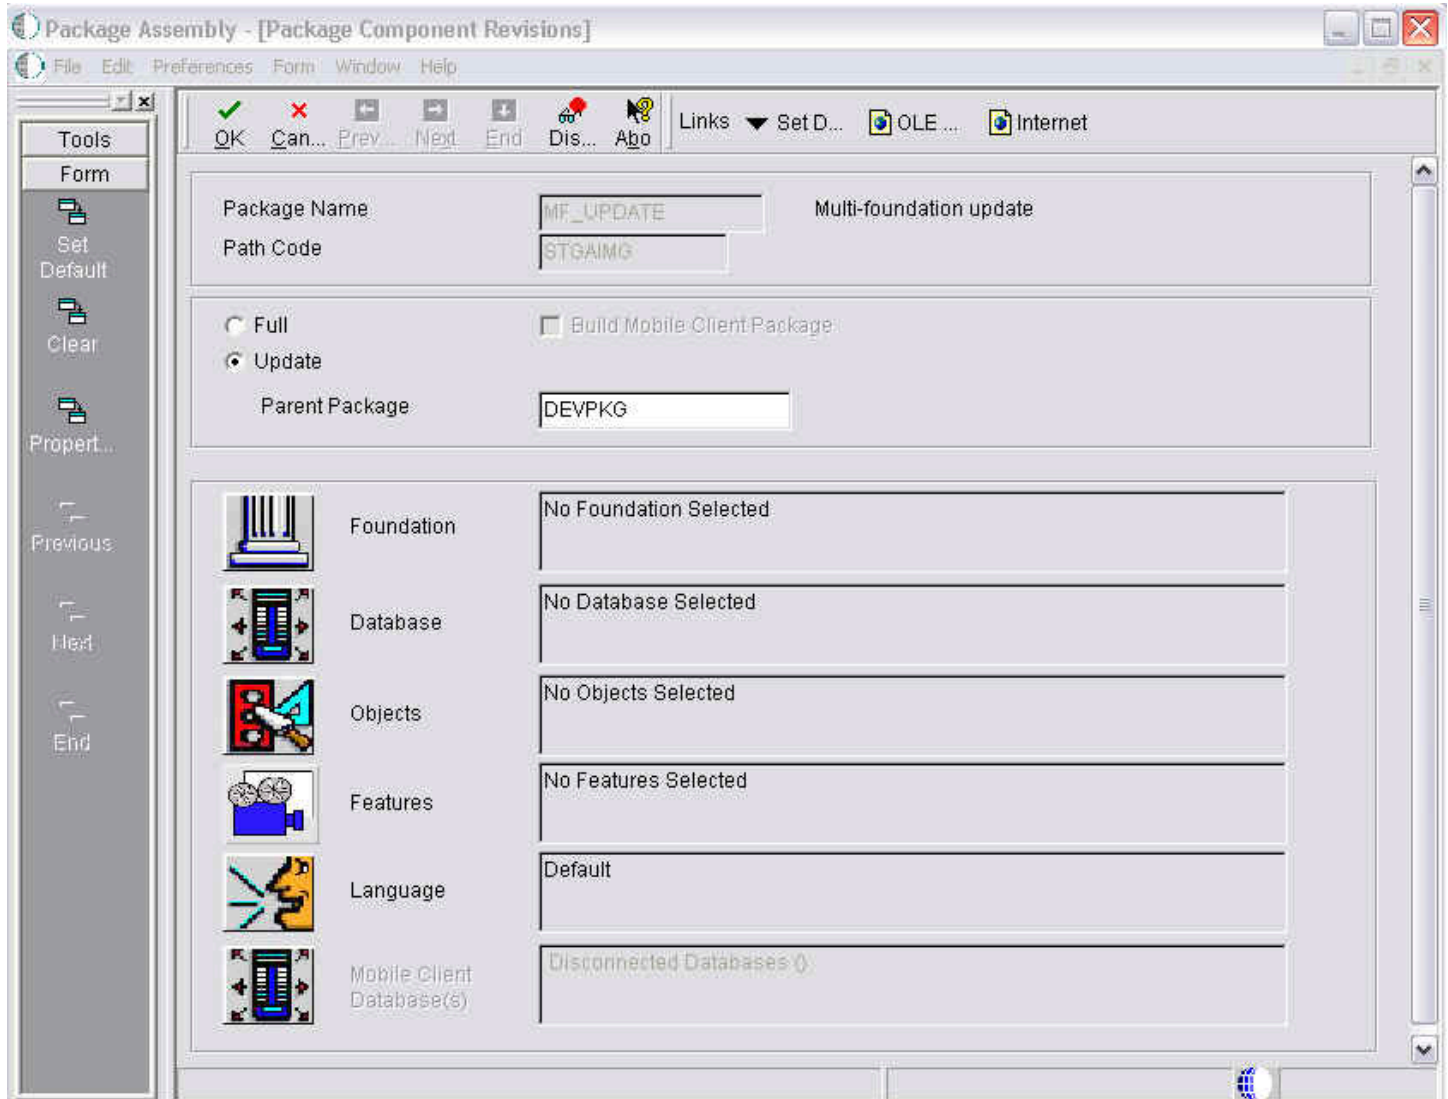 Package Assembly - [Package Component Revisions]
File Edit Preferences Form Window Help
Tools
Form
Set Default
Clear
Propert...
Previous
Next
End
OK Can... Prev... Next End Dis... Abo Links Set D... OLE ... Internet
Package Name MF_UPDATE Multi-foundation update
Path Code STGAIMG
Full Build Mobile Client Package
Update
Parent Package DEVPKG
Foundation No Foundation Selected
Database No Database Selected
Objects No Objects Selected
Features No Features Selected
Language Default
Mobile Client Database(s) Disconnected Databases ()